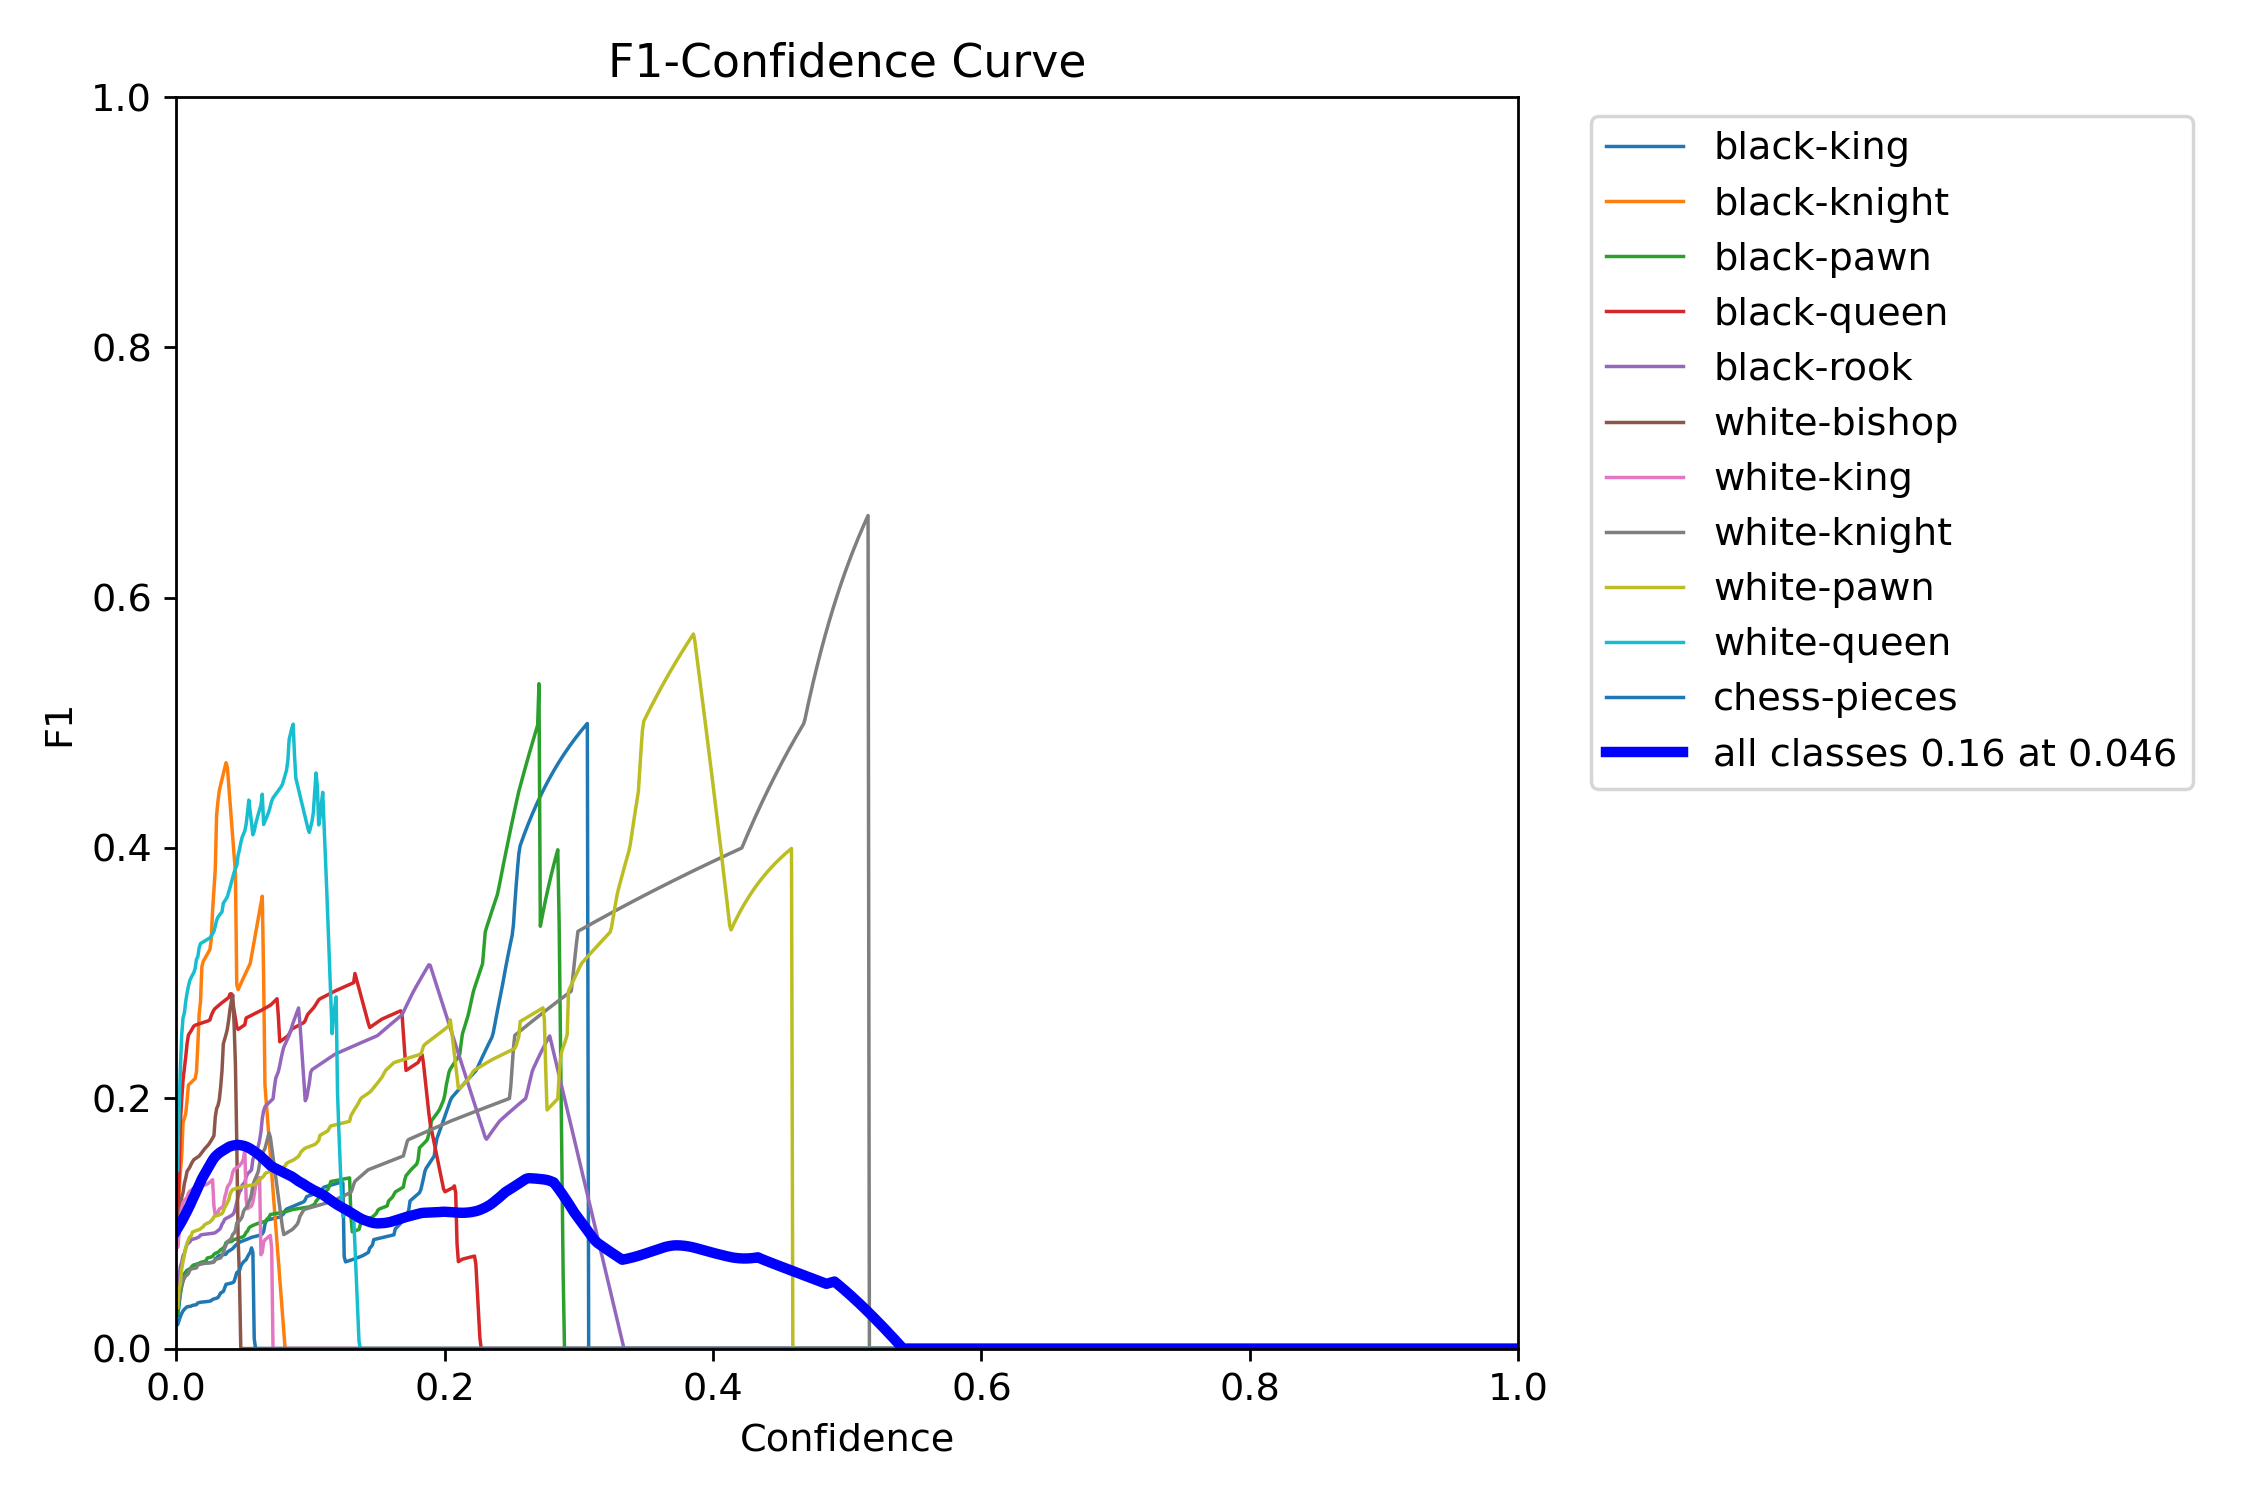 F1-Confidence Curve
1.0
0.8
0.6
0.4
0.2
0.0
F1
0.0 0.2 0.4 0.6 0.8 1.0
Confidence
black-king
black-knight
black-pawn
black-queen
black-rook
white-bishop
white-king
white-knight
white-pawn
white-queen
chess-pieces
all classes 0.16 at 0.046